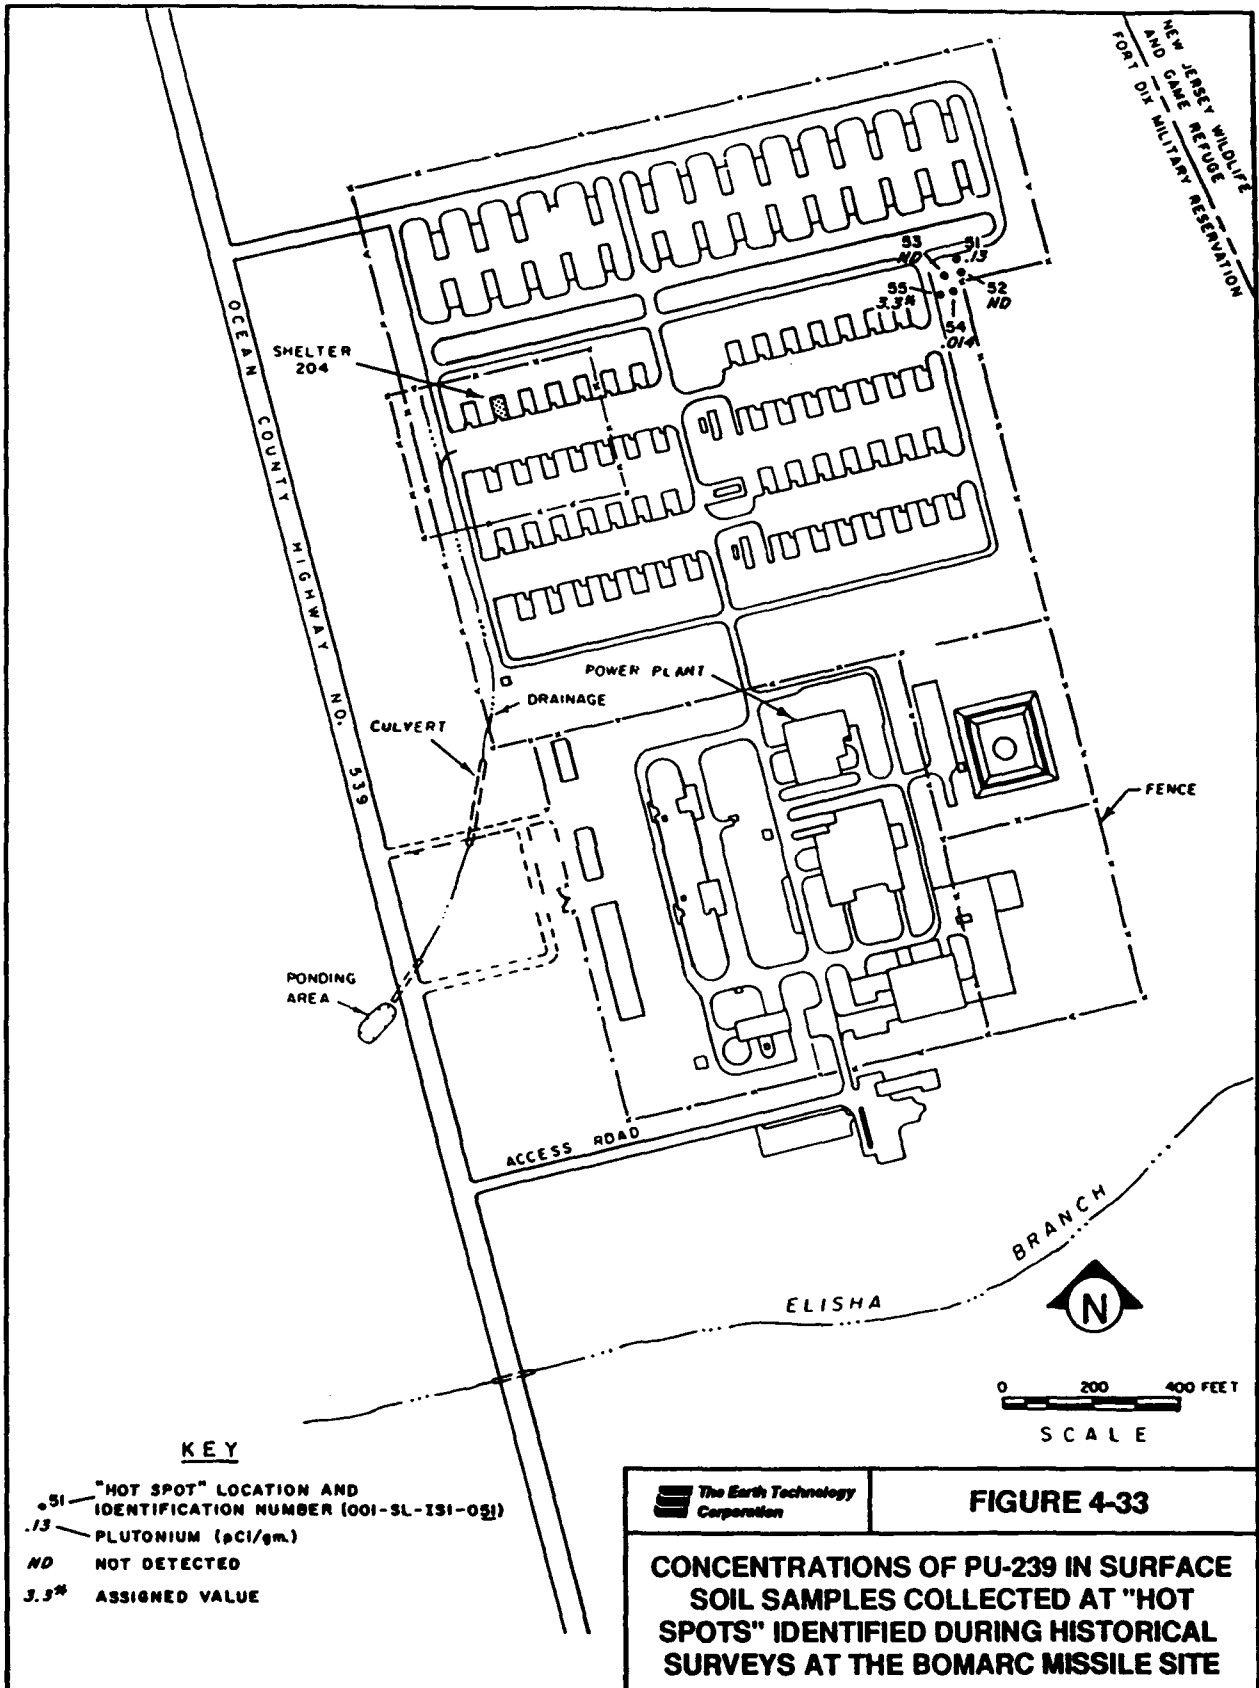 NEW JERSEY WILDLIFE
AND GAME REFUGE
FORT DIX MILITARY RESERVATION
53
ND
51
.13
52
ND
55
3.3#
54
.014
OCEAN COUNTY HIGHWAY NO. 539
SHELTER
204
POWER PLANT
DRAINAGE
CULVERT
FENCE
PONDING
AREA
ACCESS ROAD
ELISHA BRANCH
N
0 200 400 FEET
SCALE
KEY
51
"HOT SPOT" LOCATION AND
IDENTIFICATION NUMBER (001-SL-IS1-051)
.13
PLUTONIUM (pCi/gm.)
ND NOT DETECTED
3.3# ASSIGNED VALUE
The Earth Technology
Corporation
FIGURE 4-33
CONCENTRATIONS OF PU-239 IN SURFACE
SOIL SAMPLES COLLECTED AT "HOT
SPOTS" IDENTIFIED DURING HISTORICAL
SURVEYS AT THE BOMARC MISSILE SITE